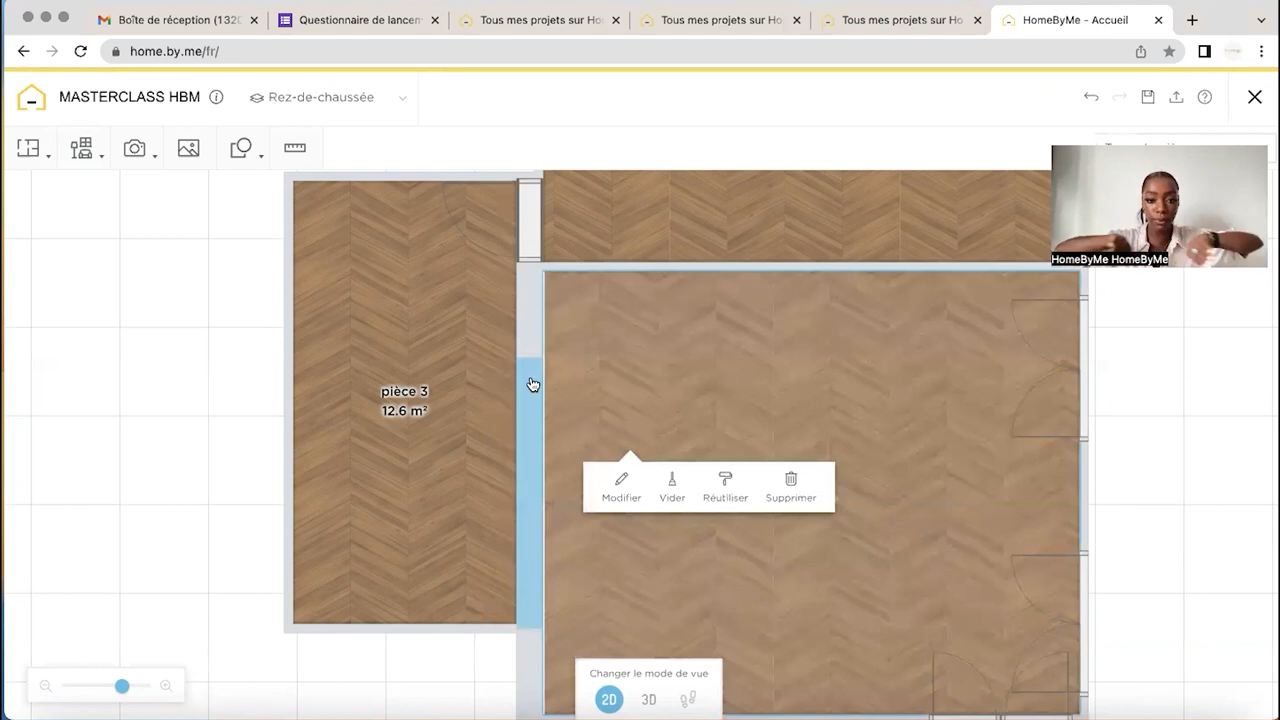 Boîte de réception (1320
Questionnaire de lancem
Tous mes projets sur Ho
Tous mes projets sur Ho
Tous mes projets sur Ho
HomeByMe - Accueil
home.by.me/fr/
MASTERCLASS HBM
Rez-de-chaussée
HomeByMe HomeByMe
pièce 3
12.6 m²
Modifier
Vider
Réutiliser
Supprimer
Changer le mode de vue
2D
3D